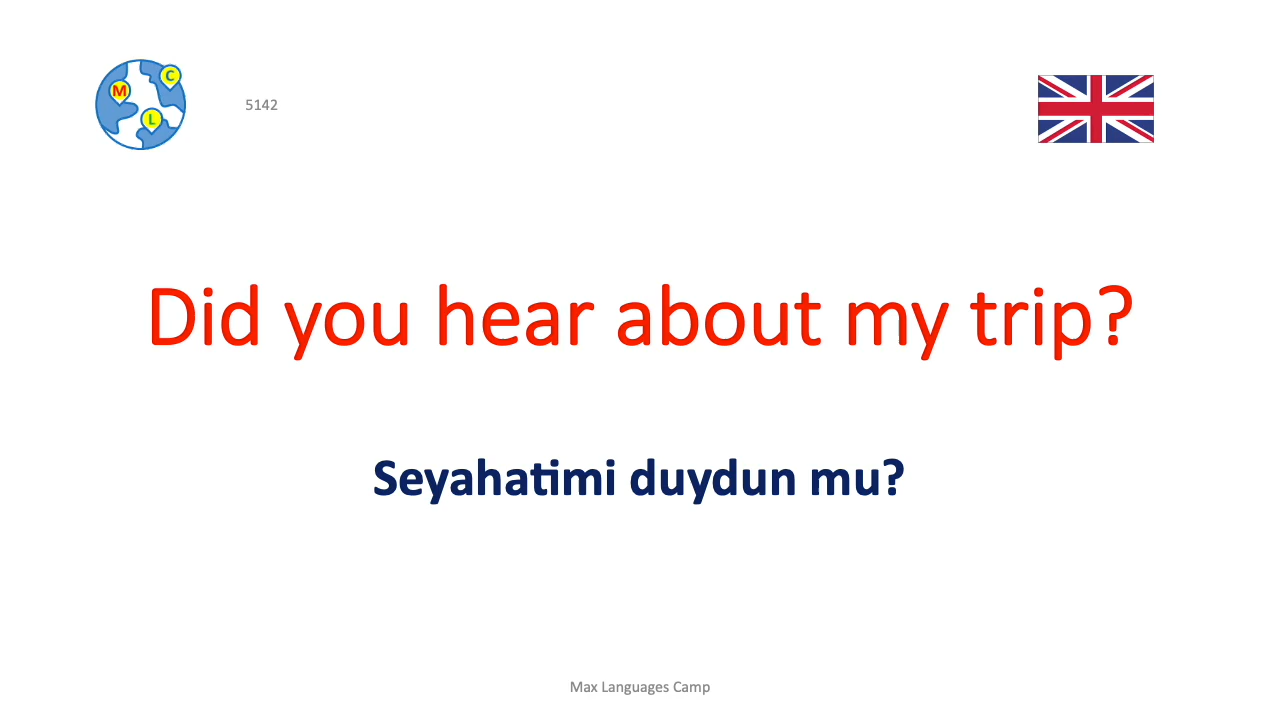 M
C
L
5142
Did you hear about my trip?
Seyahatimi duydun mu?
Max Languages Camp